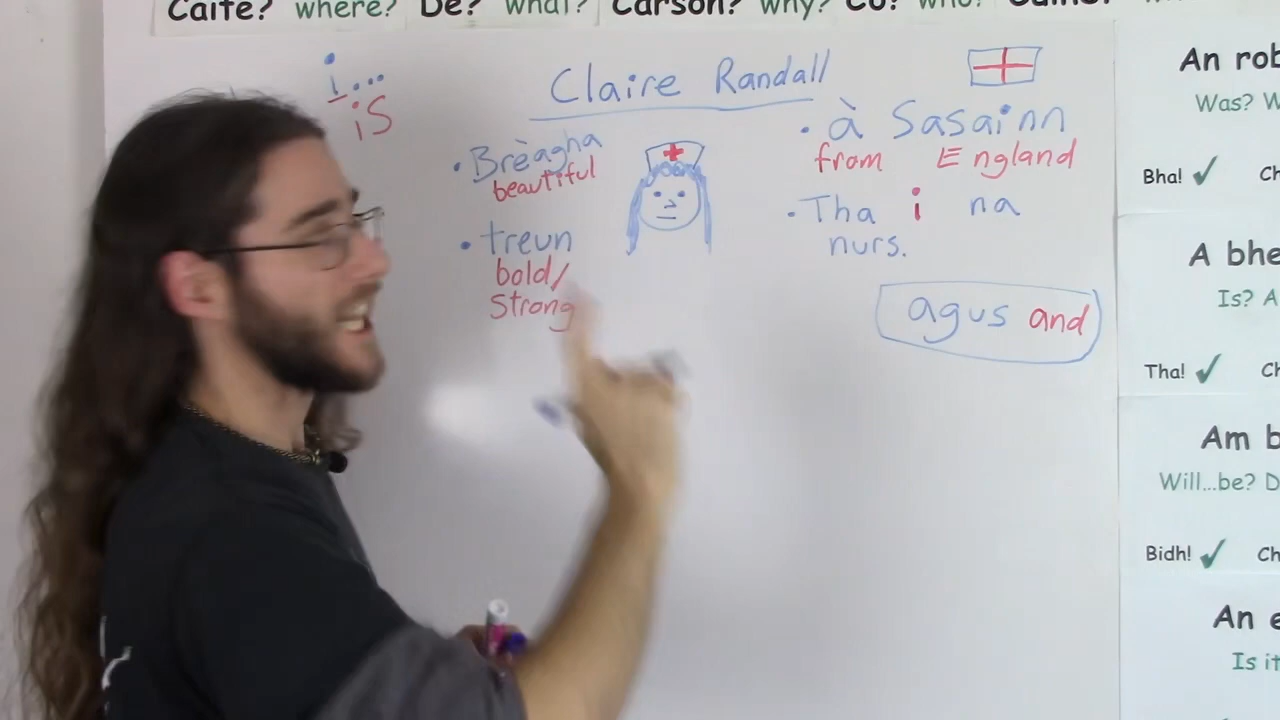 Caite? where? Dè? what? Carson? why? Cò? who?
i...
is
Claire Randall
• Brèagha
beautiful
• treun
bold/
strong
• à Sasainn
from England
• Tha i na
nurs.
agus and
An rob
Was? W
Bha! ✓ Ch
A bhe
Is? A
Tha! ✓ Ch
Am b
Will...be? D
Bidh! ✓ Ch
An e
Is it